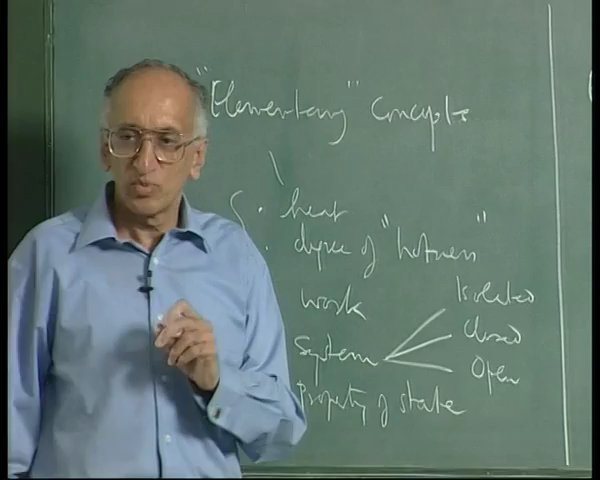 "Elementary" Concepts
heat
degree of "hotness"
work
System
Isolated
Closed
Open
Property of state